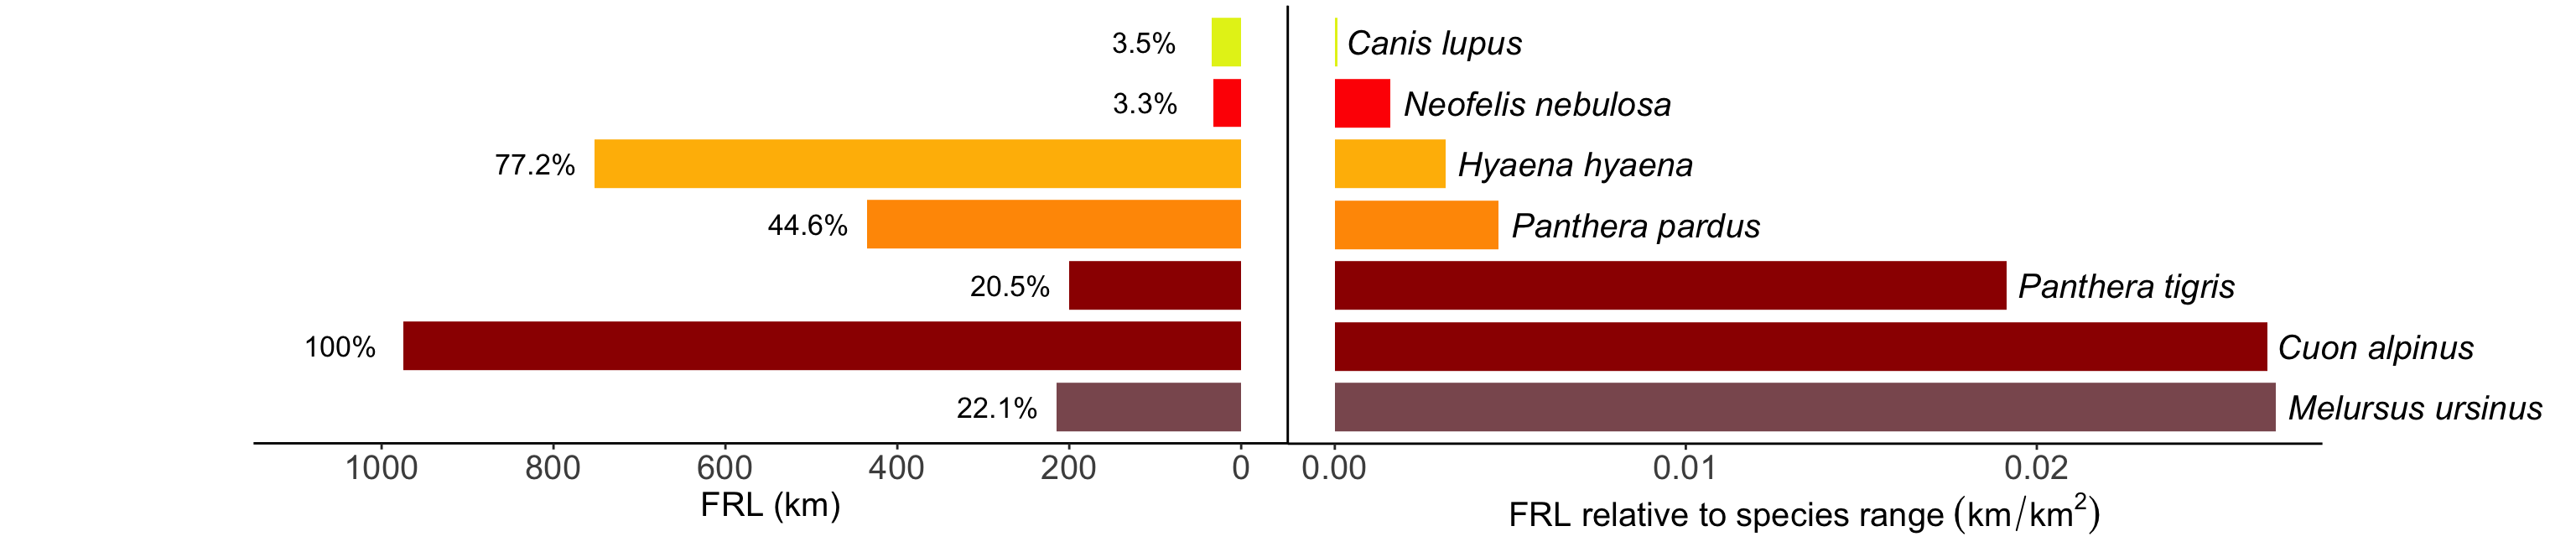 3.5% Canis lupus
3.3% Neofelis nebulosa
77.2% Hyaena hyaena
44.6% Panthera pardus
20.5% Panthera tigris
100% Cuon alpinus
22.1% Melursus ursinus
1000 800 600 400 200 0 0.00 0.01 0.02
FRL (km) FRL relative to species range (km/km²)